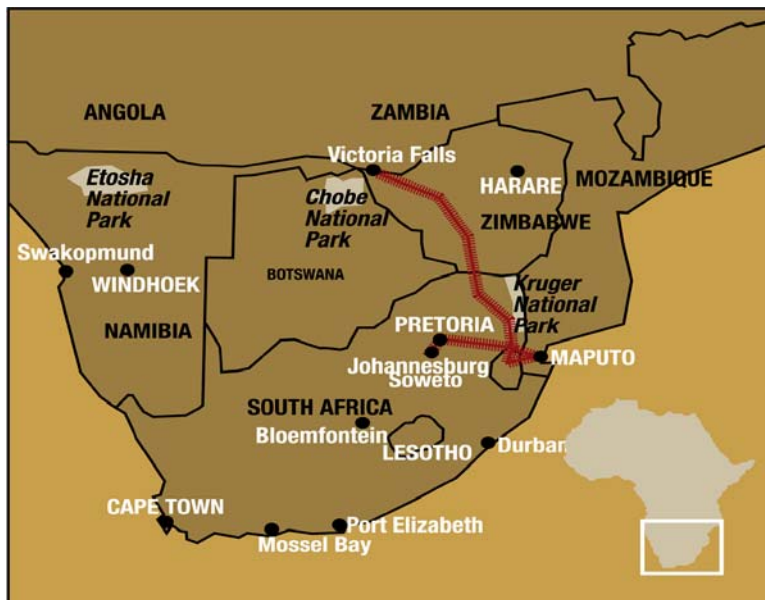 ANGOLA
ZAMBIA
Victoria Falls
Etosha
National
Park
Chobe
National
Park
HARARE
MOZAMBIQUE
ZIMBABWE
Swakopmund
WINDHOEK
BOTSWANA
Kruger
National
Park
NAMIBIA
PRETORIA
Johannesburg
Soweto
MAPUTO
SOUTH AFRICA
Bloemfontein
LESOTHO
Durban
CAPE TOWN
Port Elizabeth
Mossel Bay